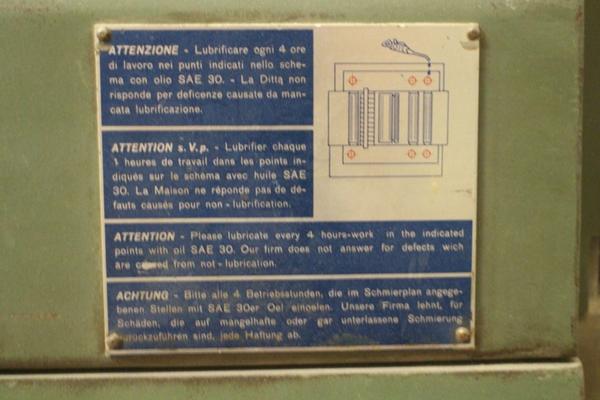 ATTENZIONE - Lubrificare ogni 4 ore
di lavoro nei punti indicati nello sche-
ma con olio SAE 30. - La Ditta non
risponde per deficenze causate da man-
cata lubrificazione.
ATTENTION s.V.p. - Lubrifier chaque
heures de travail dans les points in-
diqués sur le schéma avec huile SAE
30. La Maison ne réponde pas de dé-
fauts causés pour non-lubrification.
ATTENTION - Please lubricate every 4 hours-work in the indicated
points with oil SAE 30. Our firm does not answer for defects wich
are from not-lubrication.
ACHTUNG - Bitte alle 4 Betriebsstunden, die im Schmierplan angege-
benen Stellen mit SAE 30er Oel einoelen. Unsere Firma lehnt, für
Schäden, die auf mangelhafte oder gar unterlassene Schmierung
zurückzuführen sind, jede Haftung ab.